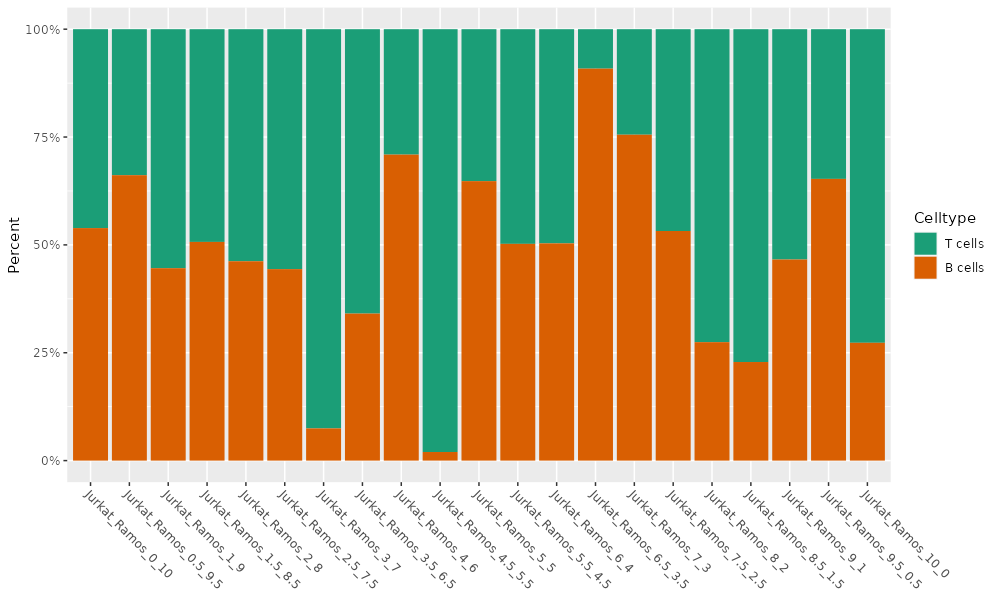 100%
75%
50%
25%
0%
Percent
Jurkat_Ramos_0_10
Jurkat_Ramos_0.5_9.5
Jurkat_Ramos_1_9
Jurkat_Ramos_1.5_8.5
Jurkat_Ramos_2_8
Jurkat_Ramos_2.5_7.5
Jurkat_Ramos_3_7
Jurkat_Ramos_3.5_6.5
Jurkat_Ramos_4_6
Jurkat_Ramos_4.5_5.5
Jurkat_Ramos_5_5
Jurkat_Ramos_5.5_4.5
Jurkat_Ramos_6_4
Jurkat_Ramos_6.5_3.5
Jurkat_Ramos_7_3
Jurkat_Ramos_7.5_2.5
Jurkat_Ramos_8_2
Jurkat_Ramos_8.5_1.5
Jurkat_Ramos_9_1
Jurkat_Ramos_9.5_0.5
Jurkat_Ramos_10_0
Celltype
T cells
B cells